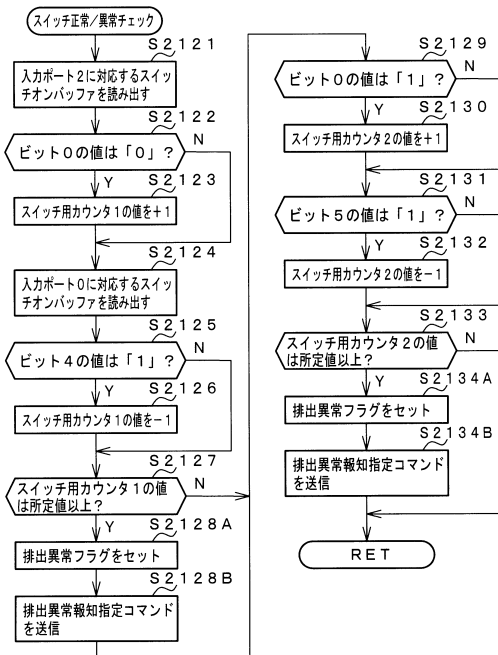 スイッチ正常/異常チェック
S2121
入力ポート2に対応するスイッ
チオンバッファを読み出す
S2122
ビット0の値は「0」?
N
Y
S2123
スイッチ用カウンタ1の値を+1
S2124
入力ポート0に対応するスイッ
チオンバッファを読み出す
S2125
ビット4の値は「1」?
N
Y
S2126
スイッチ用カウンタ1の値を−1
S2127
スイッチ用カウンタ1の値
は所定値以上?
N
Y
S2128A
排出異常フラグをセット
S2128B
排出異常報知指定コマンド
を送信
S2129
ビット0の値は「1」?
N
Y
S2130
スイッチ用カウンタ2の値を+1
S2131
ビット5の値は「1」?
N
Y
S2132
スイッチ用カウンタ2の値を−1
S2133
スイッチ用カウンタ2の値
は所定値以上?
N
Y
S2134A
排出異常フラグをセット
S2134B
排出異常報知指定コマンド
を送信
RET